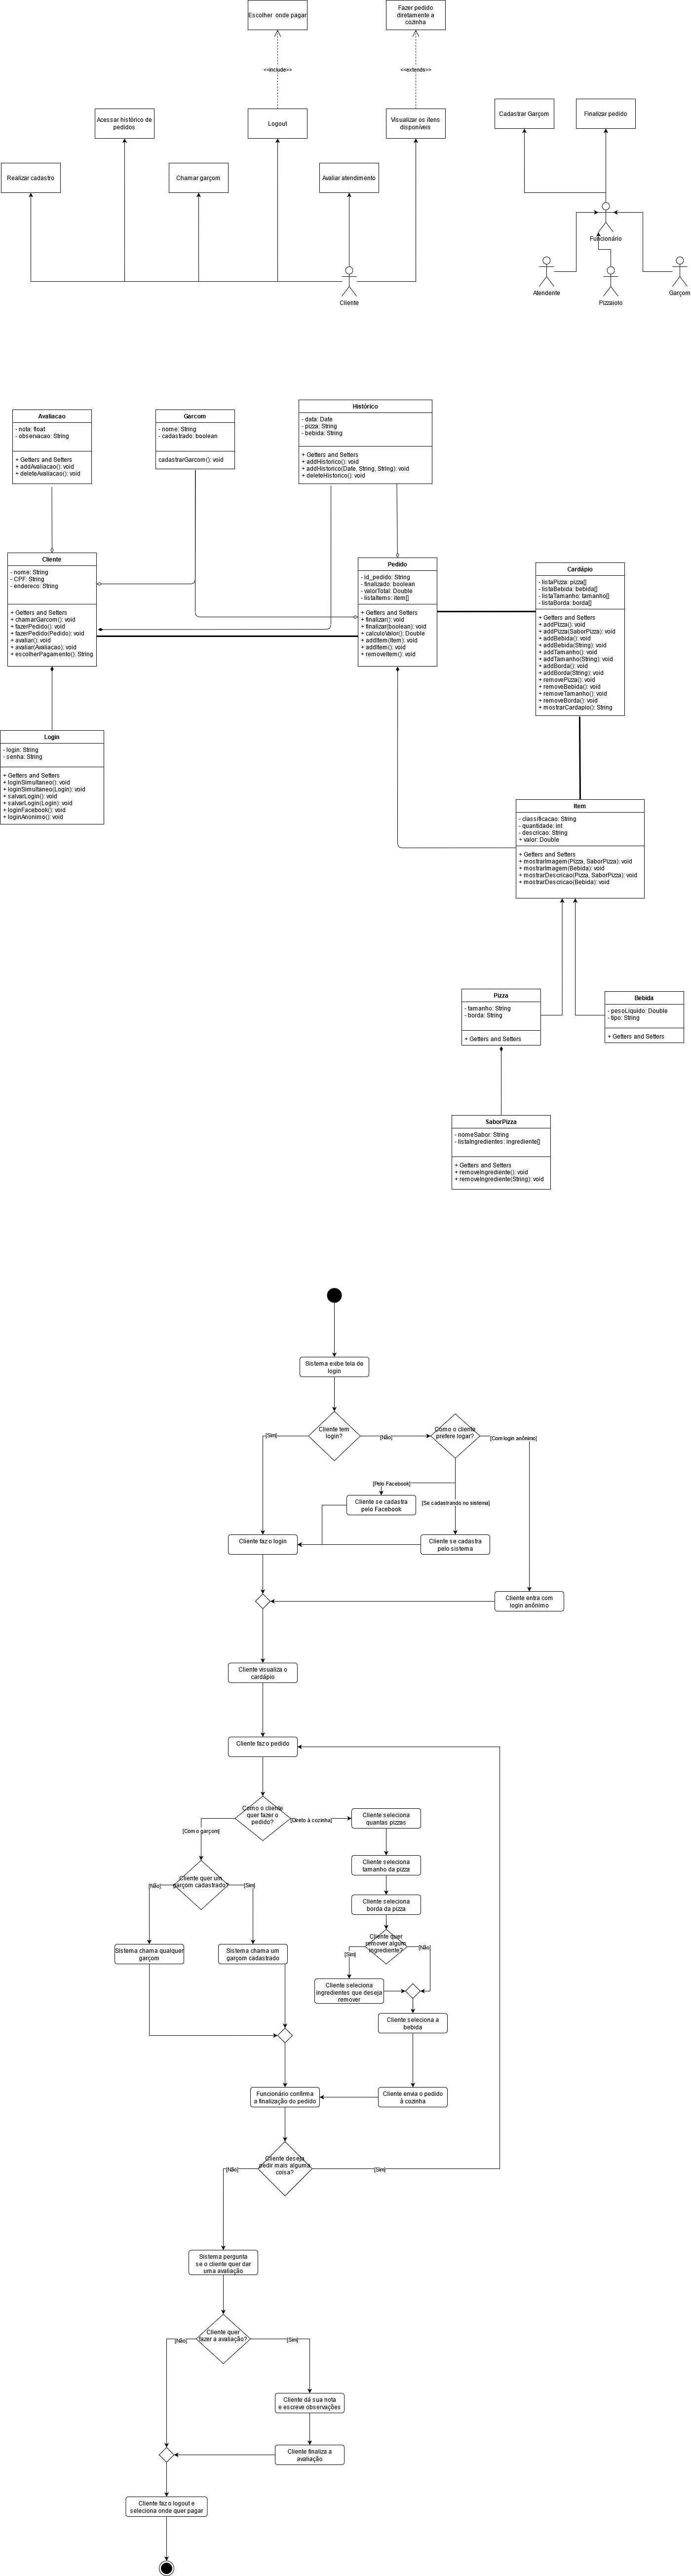 Escolher onde pagar
Fazer pedido
diretamente a
cozinha
<<include>>
<<extends>>
Acessar histórico de
pedidos
Logout
Visualizar os itens
disponíveis
Cadastrar Garçom
Finalizar pedido
Realizar cadastro
Chamar garçom
Avaliar atendimento
Cliente
Funcionário
Atendente
Pizzaiolo
Garçom
Avaliacao
- nota: float
- observacao: String
+ Getters and Setters
+ addAvaliacao(): void
+ deleteAvaliacao(): void
Garcom
- nome: String
- cadastrado: boolean
cadastrarGarcom(): void
Histórico
- data: Date
- pizza: String
- bebida: String
+ Getters and Setters
+ addHistorico(): void
+ addHistorico(Date, String, String): void
+ deleteHistorico(): void
Cliente
- nome: String
- CPF: String
- endereco: String
+ Getters and Setters
+ chamarGarcom(): void
+ fazerPedido(): void
+ fazerPedido(Pedido): void
+ avaliar(): void
+ avaliar(Avaliacao): void
+ escolherPagamento(): String
Pedido
- id_pedido: String
- finalizado: boolean
- valorTotal: Double
- listaItems: item[]
+ Getters and Setters
+ finalizar(): void
+ finalizar(boolean): void
+ calculoValor(): Double
+ addItem(Item): void
+ addItem(): void
+ removeItem(): void
Cardápio
- listaPizza: pizza[]
- listaBebida: bebida[]
- listaTamanho: tamanho[]
- listaBorda: borda[]
+ Getters and Setters
+ addPizza(): void
+ addPizza(SaborPizza): void
+ addBebida(): void
+ addBebida(String): void
+ addTamanho(): void
+ addTamanho(String): void
+ addBorda(): void
+ addBorda(String): void
+ removePizza(): void
+ removeBebida(): void
+ removeTamanho(): void
+ removeBorda(): void
+ mostrarCardapio(): String
Login
- login: String
- senha: String
+ Getters and Setters
+ loginSimultaneo(): void
+ loginSimultaneo(Login): void
+ salvarLogin(): void
+ salvarLogin(Login): void
+ loginFacebook(): void
+ loginAnonimo(): void
Item
- classificacao: String
- quantidade: int
- descricao: String
+ valor: Double
+ Getters and Setters
+ mostrarImagem(Pizza, SaborPizza): void
+ mostrarImagem(Bebida): void
+ mostrarDescricao(Pizza, SaborPizza): void
+ mostrarDescricao(Bebida): void
Pizza
- tamanho: String
- borda: String
+ Getters and Setters
Bebida
- pesoLiquido: Double
- tipo: String
+ Getters and Setters
SaborPizza
- nomeSabor: String
- listaIngredientes: ingrediente[]
+ Getters and Setters
+ removeIngrediente(): void
+ removeIngrediente(String): void
Sistema exibe tela de
login
Cliente tem
login?
[Sim]
[Não]
Como o cliente
prefere logar?
[Com login anônimo]
[Pelo Facebook]
Cliente se cadastra
pelo Facebook
[Se cadastrando no sistema]
Cliente faz o login
Cliente se cadastra
pelo sistema
Cliente entra com
login anônimo
Cliente visualiza o
cardápio
Cliente faz o pedido
Como o cliente
quer fazer o
pedido?
[Com o garçom]
[Direto à cozinha]
Cliente seleciona
quantas pizzas
Cliente seleciona
tamanho da pizza
Cliente quer um
garçom cadastrado?
[Não]
[Sim]
Cliente seleciona
borda da pizza
Cliente quer
remover algum
ingrediente?
[Sim]
[Não]
Sistema chama qualquer
garçom
Sistema chama um
garçom cadastrado
Cliente seleciona
ingredientes que deseja
remover
Cliente seleciona a
bebida
Funcionário confirma
a finalização do pedido
Cliente envia o pedido
à cozinha
Cliente deseja
pedir mais alguma
coisa?
[Não]
[Sim]
Sistema pergunta
se o cliente quer dar
uma avaliação
Cliente quer
fazer a avaliação?
[Não]
[Sim]
Cliente dá sua nota
e escreve observações
Cliente finaliza a
avaliação
Cliente faz o logout e
seleciona onde quer pagar